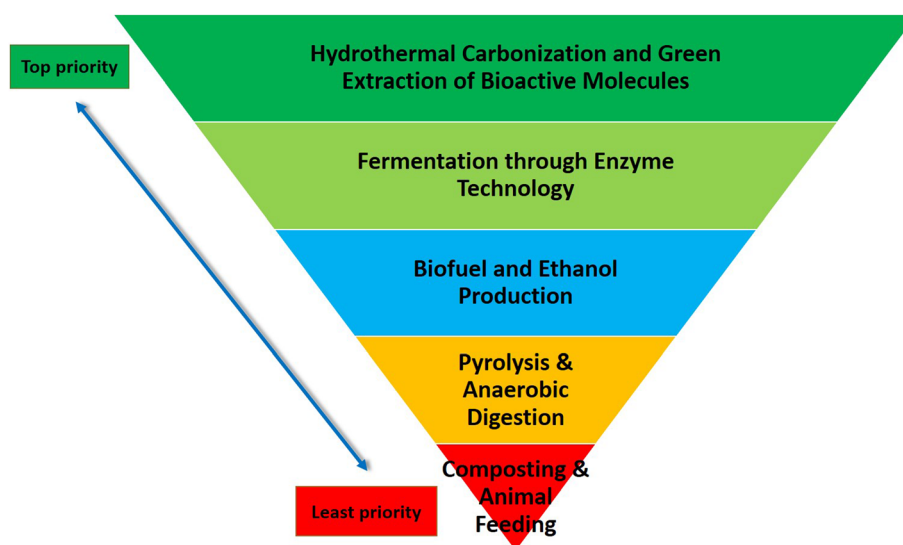 Hydrothermal Carbonization and Green
Extraction of Bioactive Molecules
Top priority
Fermentation through Enzyme
Technology
Biofuel and Ethanol
Production
Pyrolysis &
Anaerobic
Digestion
Composting &
Animal
Feeding
Least priority